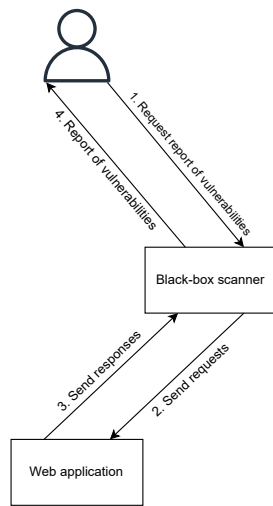 1. Request report of vulnerabilities
4. Report of vulnerabilities
Black-box scanner
3. Send responses
2. Send requests
Web application